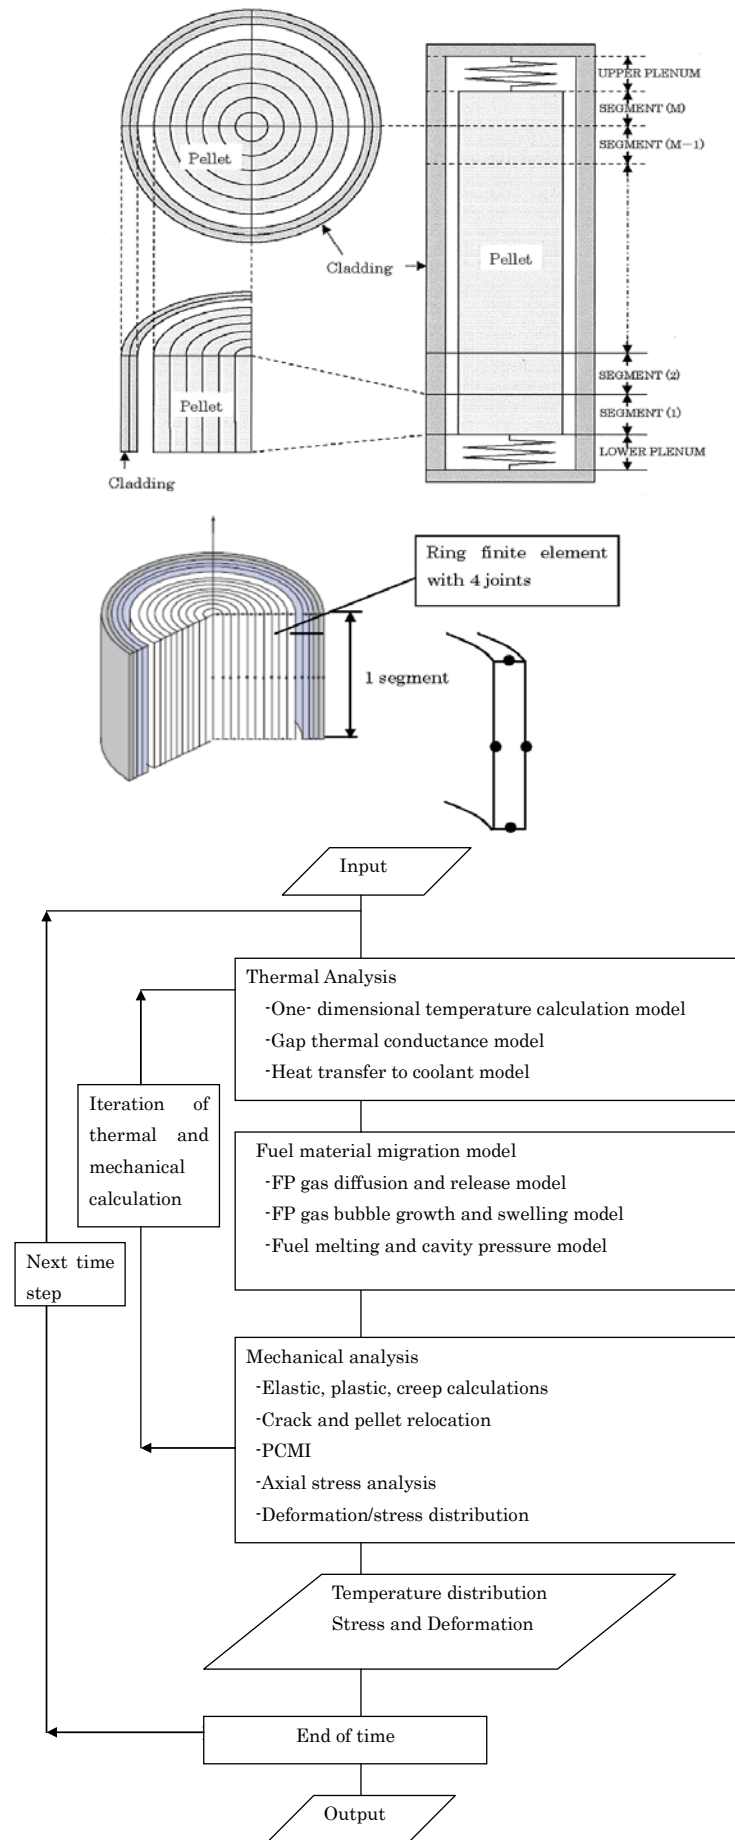 UPPER PLENUM
SEGMENT (M)
SEGMENT (M−1)
Pellet
Cladding
Pellet
SEGMENT (2)
Pellet
SEGMENT (1)
LOWER PLENUM
Cladding
Ring finite element
with 4 joints
1 segment
Input
Thermal Analysis
-One- dimensional temperature calculation model
-Gap thermal conductance model
-Heat transfer to coolant model
Iteration of
thermal and
mechanical
calculation
Fuel material migration model
-FP gas diffusion and release model
-FP gas bubble growth and swelling model
-Fuel melting and cavity pressure model
Next time
step
Mechanical analysis
-Elastic, plastic, creep calculations
-Crack and pellet relocation
-PCMI
-Axial stress analysis
-Deformation/stress distribution
Temperature distribution
Stress and Deformation
End of time
Output